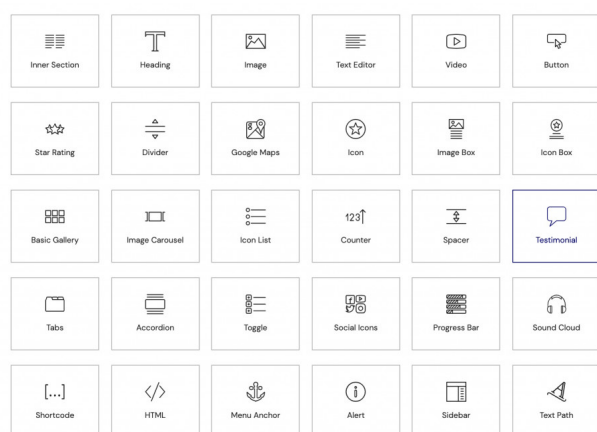 Inner Section
Heading
Image
Text Editor
Video
Button
Star Rating
Divider
Google Maps
Icon
Image Box
Icon Box
Basic Gallery
Image Carousel
Icon List
123
Counter
Spacer
Testimonial
Tabs
Accordion
Toggle
Social Icons
Progress Bar
Sound Cloud
[...]
Shortcode
</>
HTML
Menu Anchor
Alert
Sidebar
Text Path